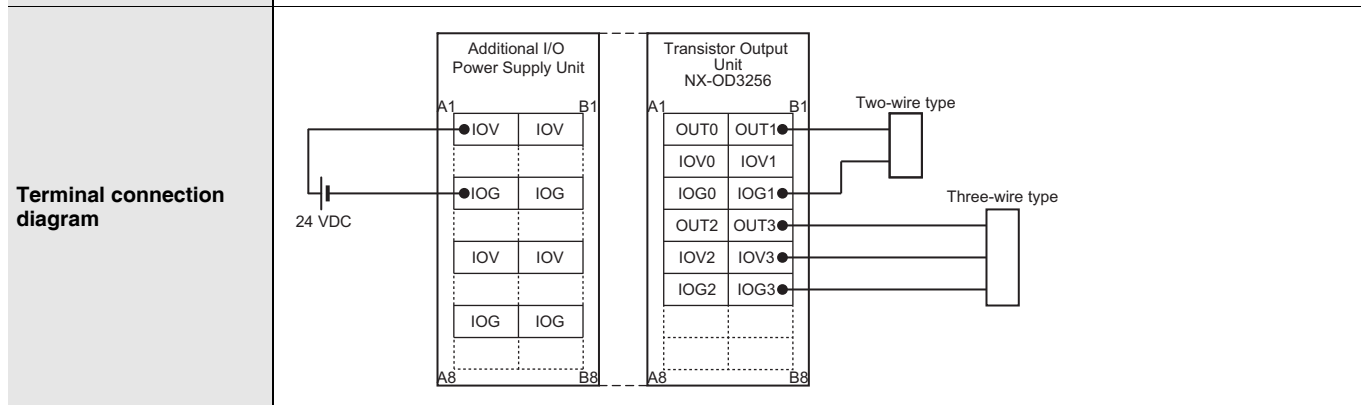 Terminal connection
diagram
Additional I/O
Power Supply Unit
A1 B1
IOV IOV
IOG IOG
IOV IOV
IOG IOG
A8 B8
24 VDC
Transistor Output
Unit
NX-OD3256
A1 B1
OUT0 OUT1
IOV0 IOV1
IOG0 IOG1
OUT2 OUT3
IOV2 IOV3
IOG2 IOG3
A8 B8
Two-wire type
Three-wire type